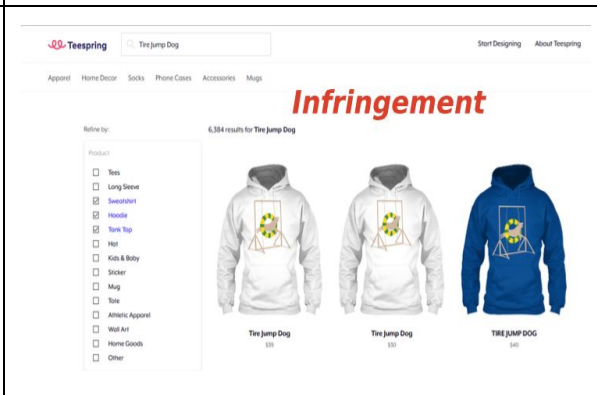 Teespring
Tire Jump Dog
Start Designing
About Teespring
Apparel Home Decor Socks Phone Cases Accessories Mugs
Infringement
Refine by:
6,384 results for Tire Jump Dog
Product
Tees
Long Sleeve
Sweatshirt
Hoodie
Tank Top
Hat
Kids & Baby
Sticker
Mug
Tote
Athletic Apparel
Wall Art
Home Goods
Other
Tire Jump Dog
Tire Jump Dog
TIRE JUMP DOG
$30
$40